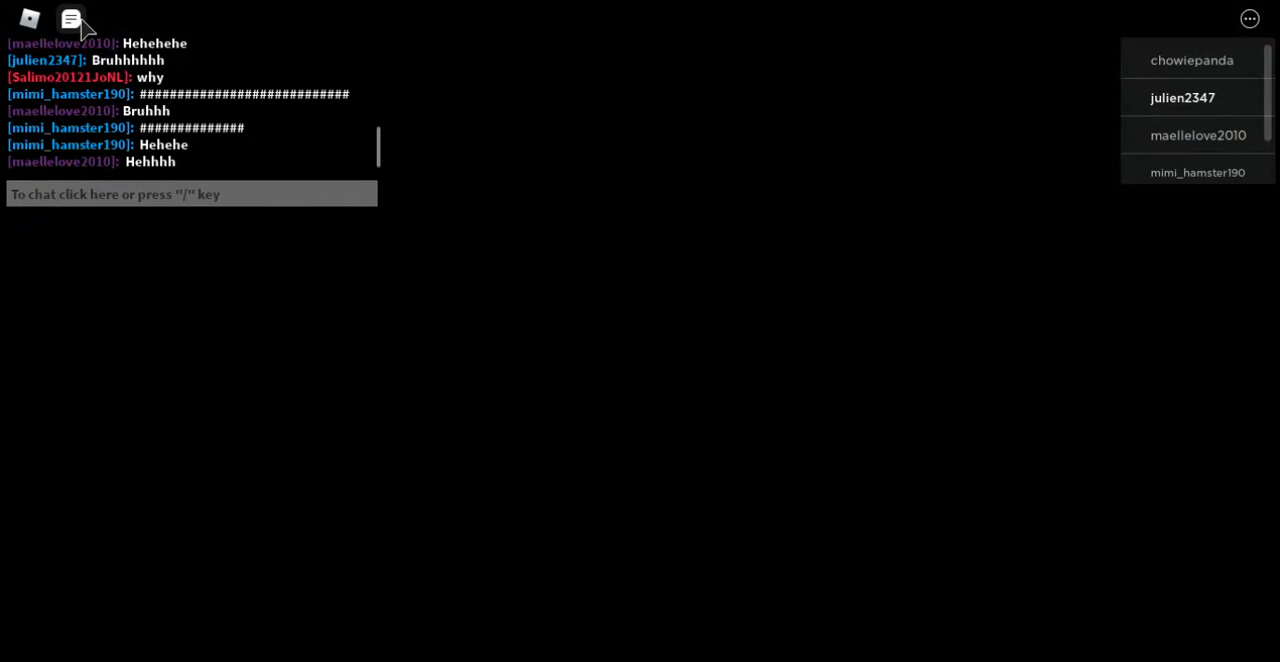 [maellelove2010]: Hehehehe
[julien2347]: Bruhhhhhh
[Salimo20121JoNL]: why
[mimi_hamster190]: ############################
[maellelove2010]: Bruhhh
[mimi_hamster190]: ##############
[mimi_hamster190]: Hehehe
[maellelove2010]: Hehhhh
To chat click here or press "/" key
chowiepanda
julien2347
maellelove2010
mimi_hamster190